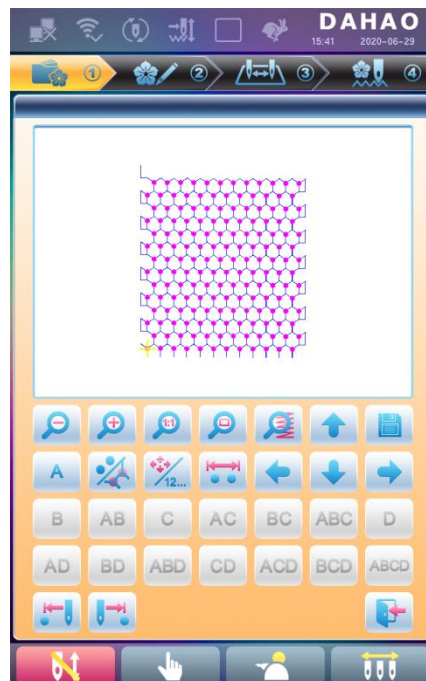 DAHAO
15:41 2020-06-29
① ② ③ ④
1:1
A 12...
B AB C AC BC ABC D
AD BD ABD CD ACD BCD ABCD